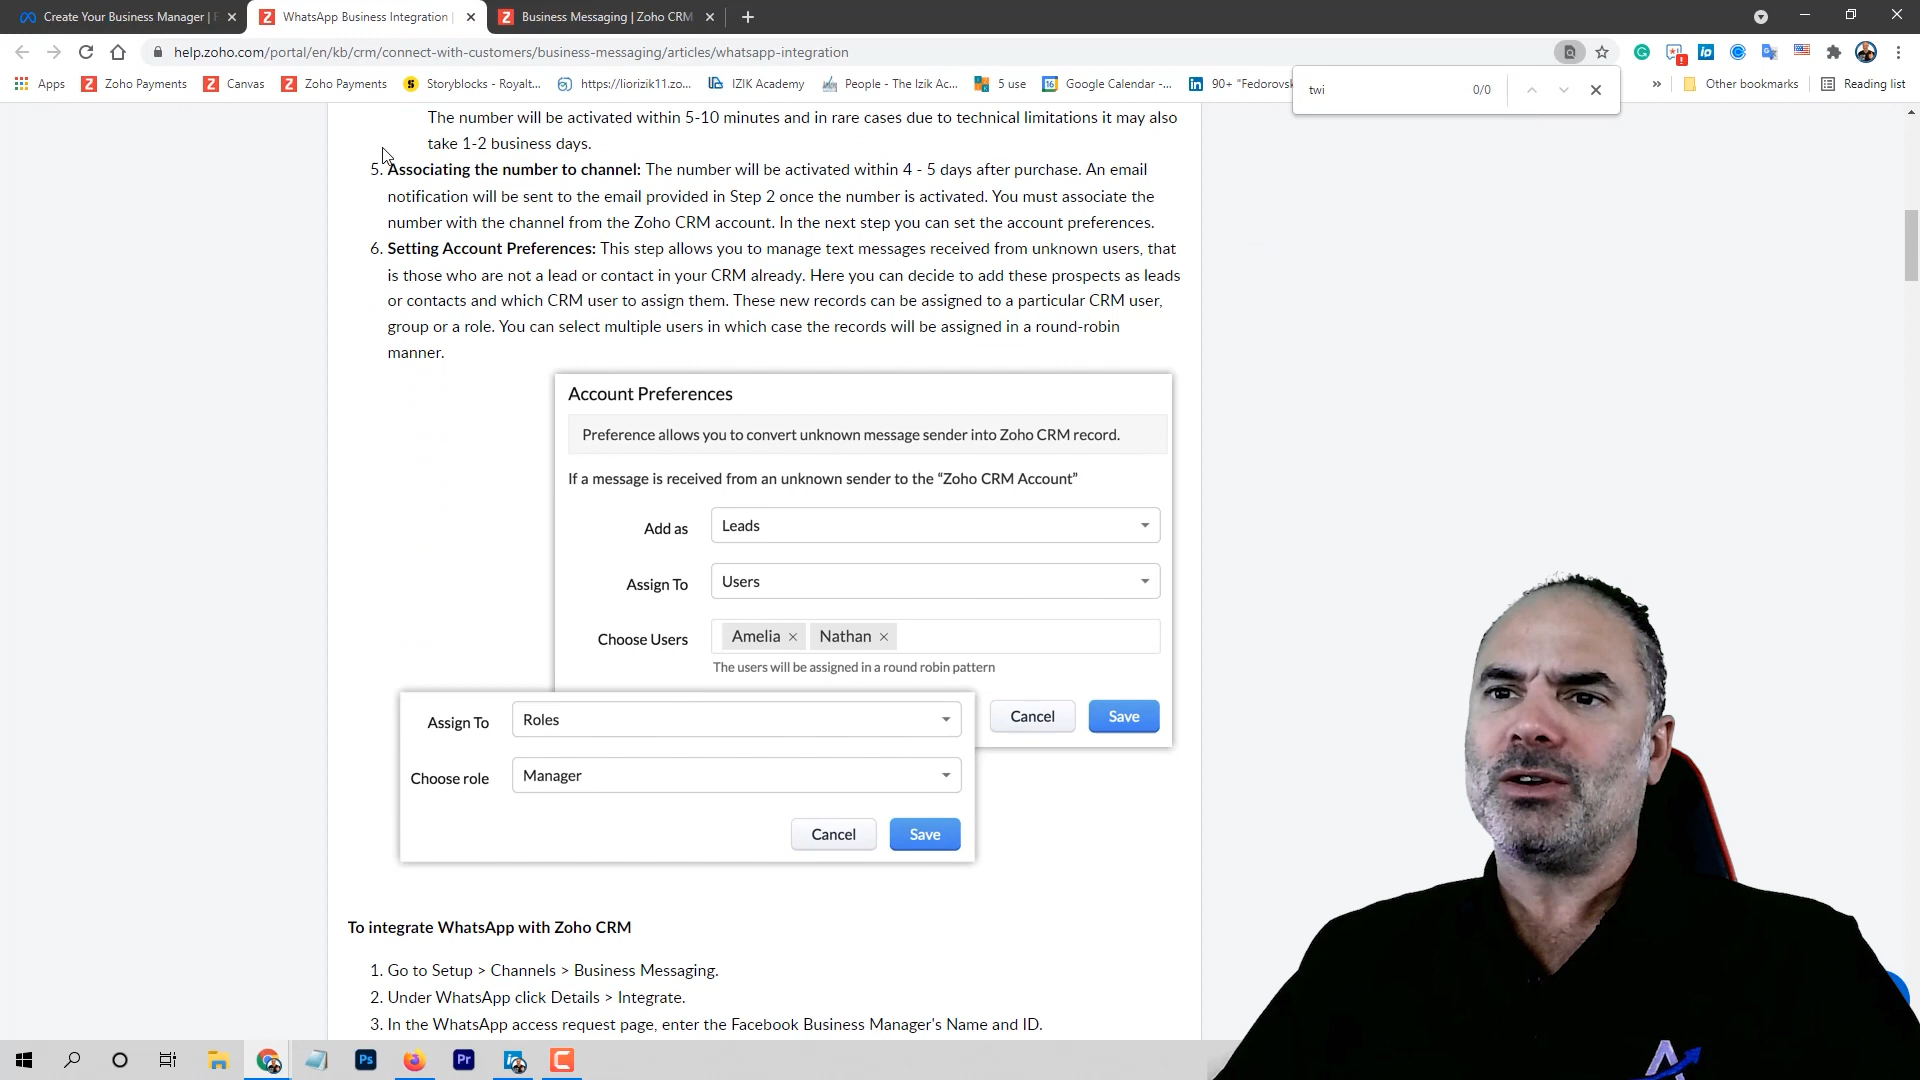 Create Your Business Manager | F
WhatsApp Business Integration |
Business Messaging | Zoho CRM
help.zoho.com/portal/en/kb/crm/connect-with-customers/business-messaging/articles/whatsapp-integration
Apps
Zoho Payments
Canvas
Zoho Payments
Storyblocks - Royalt...
https://liorizik11.zo...
IZIK Academy
People - The Izik Ac...
5 use
Google Calendar -...
90+ "Fedorovsk
»
Other bookmarks
Reading list
twi
0/0
The number will be activated within 5-10 minutes and in rare cases due to technical limitations it may also
take 1-2 business days.
5. Associating the number to channel: The number will be activated within 4 - 5 days after purchase. An email
notification will be sent to the email provided in Step 2 once the number is activated. You must associate the
number with the channel from the Zoho CRM account. In the next step you can set the account preferences.
6. Setting Account Preferences: This step allows you to manage text messages received from unknown users, that
is those who are not a lead or contact in your CRM already. Here you can decide to add these prospects as leads
or contacts and which CRM user to assign them. These new records can be assigned to a particular CRM user,
group or a role. You can select multiple users in which case the records will be assigned in a round-robin
manner.
Account Preferences
Preference allows you to convert unknown message sender into Zoho CRM record.
If a message is received from an unknown sender to the “Zoho CRM Account”
Add as Leads
Assign To Users
Choose Users Amelia × Nathan ×
The users will be assigned in a round robin pattern
Cancel Save
Assign To Roles
Choose role Manager
Cancel Save
To integrate WhatsApp with Zoho CRM
1. Go to Setup > Channels > Business Messaging.
2. Under WhatsApp click Details > Integrate.
3. In the WhatsApp access request page, enter the Facebook Business Manager's Name and ID.
Ps
Pr